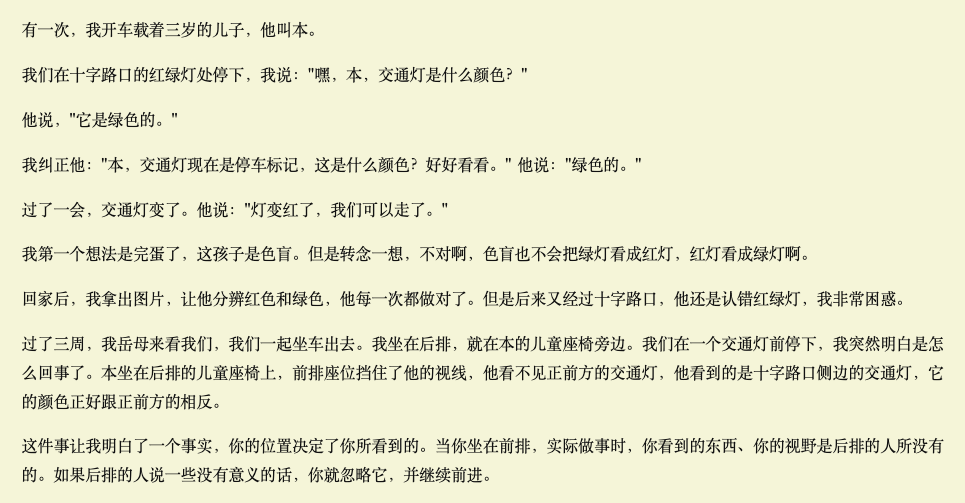 有一次，我开车载着三岁的儿子，他叫本。
我们在十字路口的红绿灯处停下，我说："嘿，本，交通灯是什么颜色？"
他说，"它是绿色的。"
我纠正他："本，交通灯现在是停车标记，这是什么颜色？好好看看。" 他说："绿色的。"
过了一会，交通灯变了。他说："灯变红了，我们可以走了。"
我第一个想法是完蛋了，这孩子是色盲。但是转念一想，不对啊，色盲也不会把绿灯看成红灯，红灯看成绿灯啊。
回家后，我拿出图片，让他分辨红色和绿色，他每一次都做对了。但是后来又经过十字路口，他还是认错红绿灯，我非常困惑。
过了三周，我岳母来看我们，我们一起坐车出去。我坐在后排，就在本的儿童座椅旁边。我们在一个交通灯前停下，我突然明白是怎
么回事了。本坐在后排的儿童座椅上，前排座位挡住了他的视线，他看不见正前方的交通灯，他看到的是十字路口侧边的交通灯，它
的颜色正好跟正前方的相反。
这件事让我明白了一个事实，你的位置决定了你所看到的。当你坐在前排，实际做事时，你看到的东西、你的视野是后排的人所没有
的。如果后排的人说一些没有意义的话，你就忽略它，并继续前进。